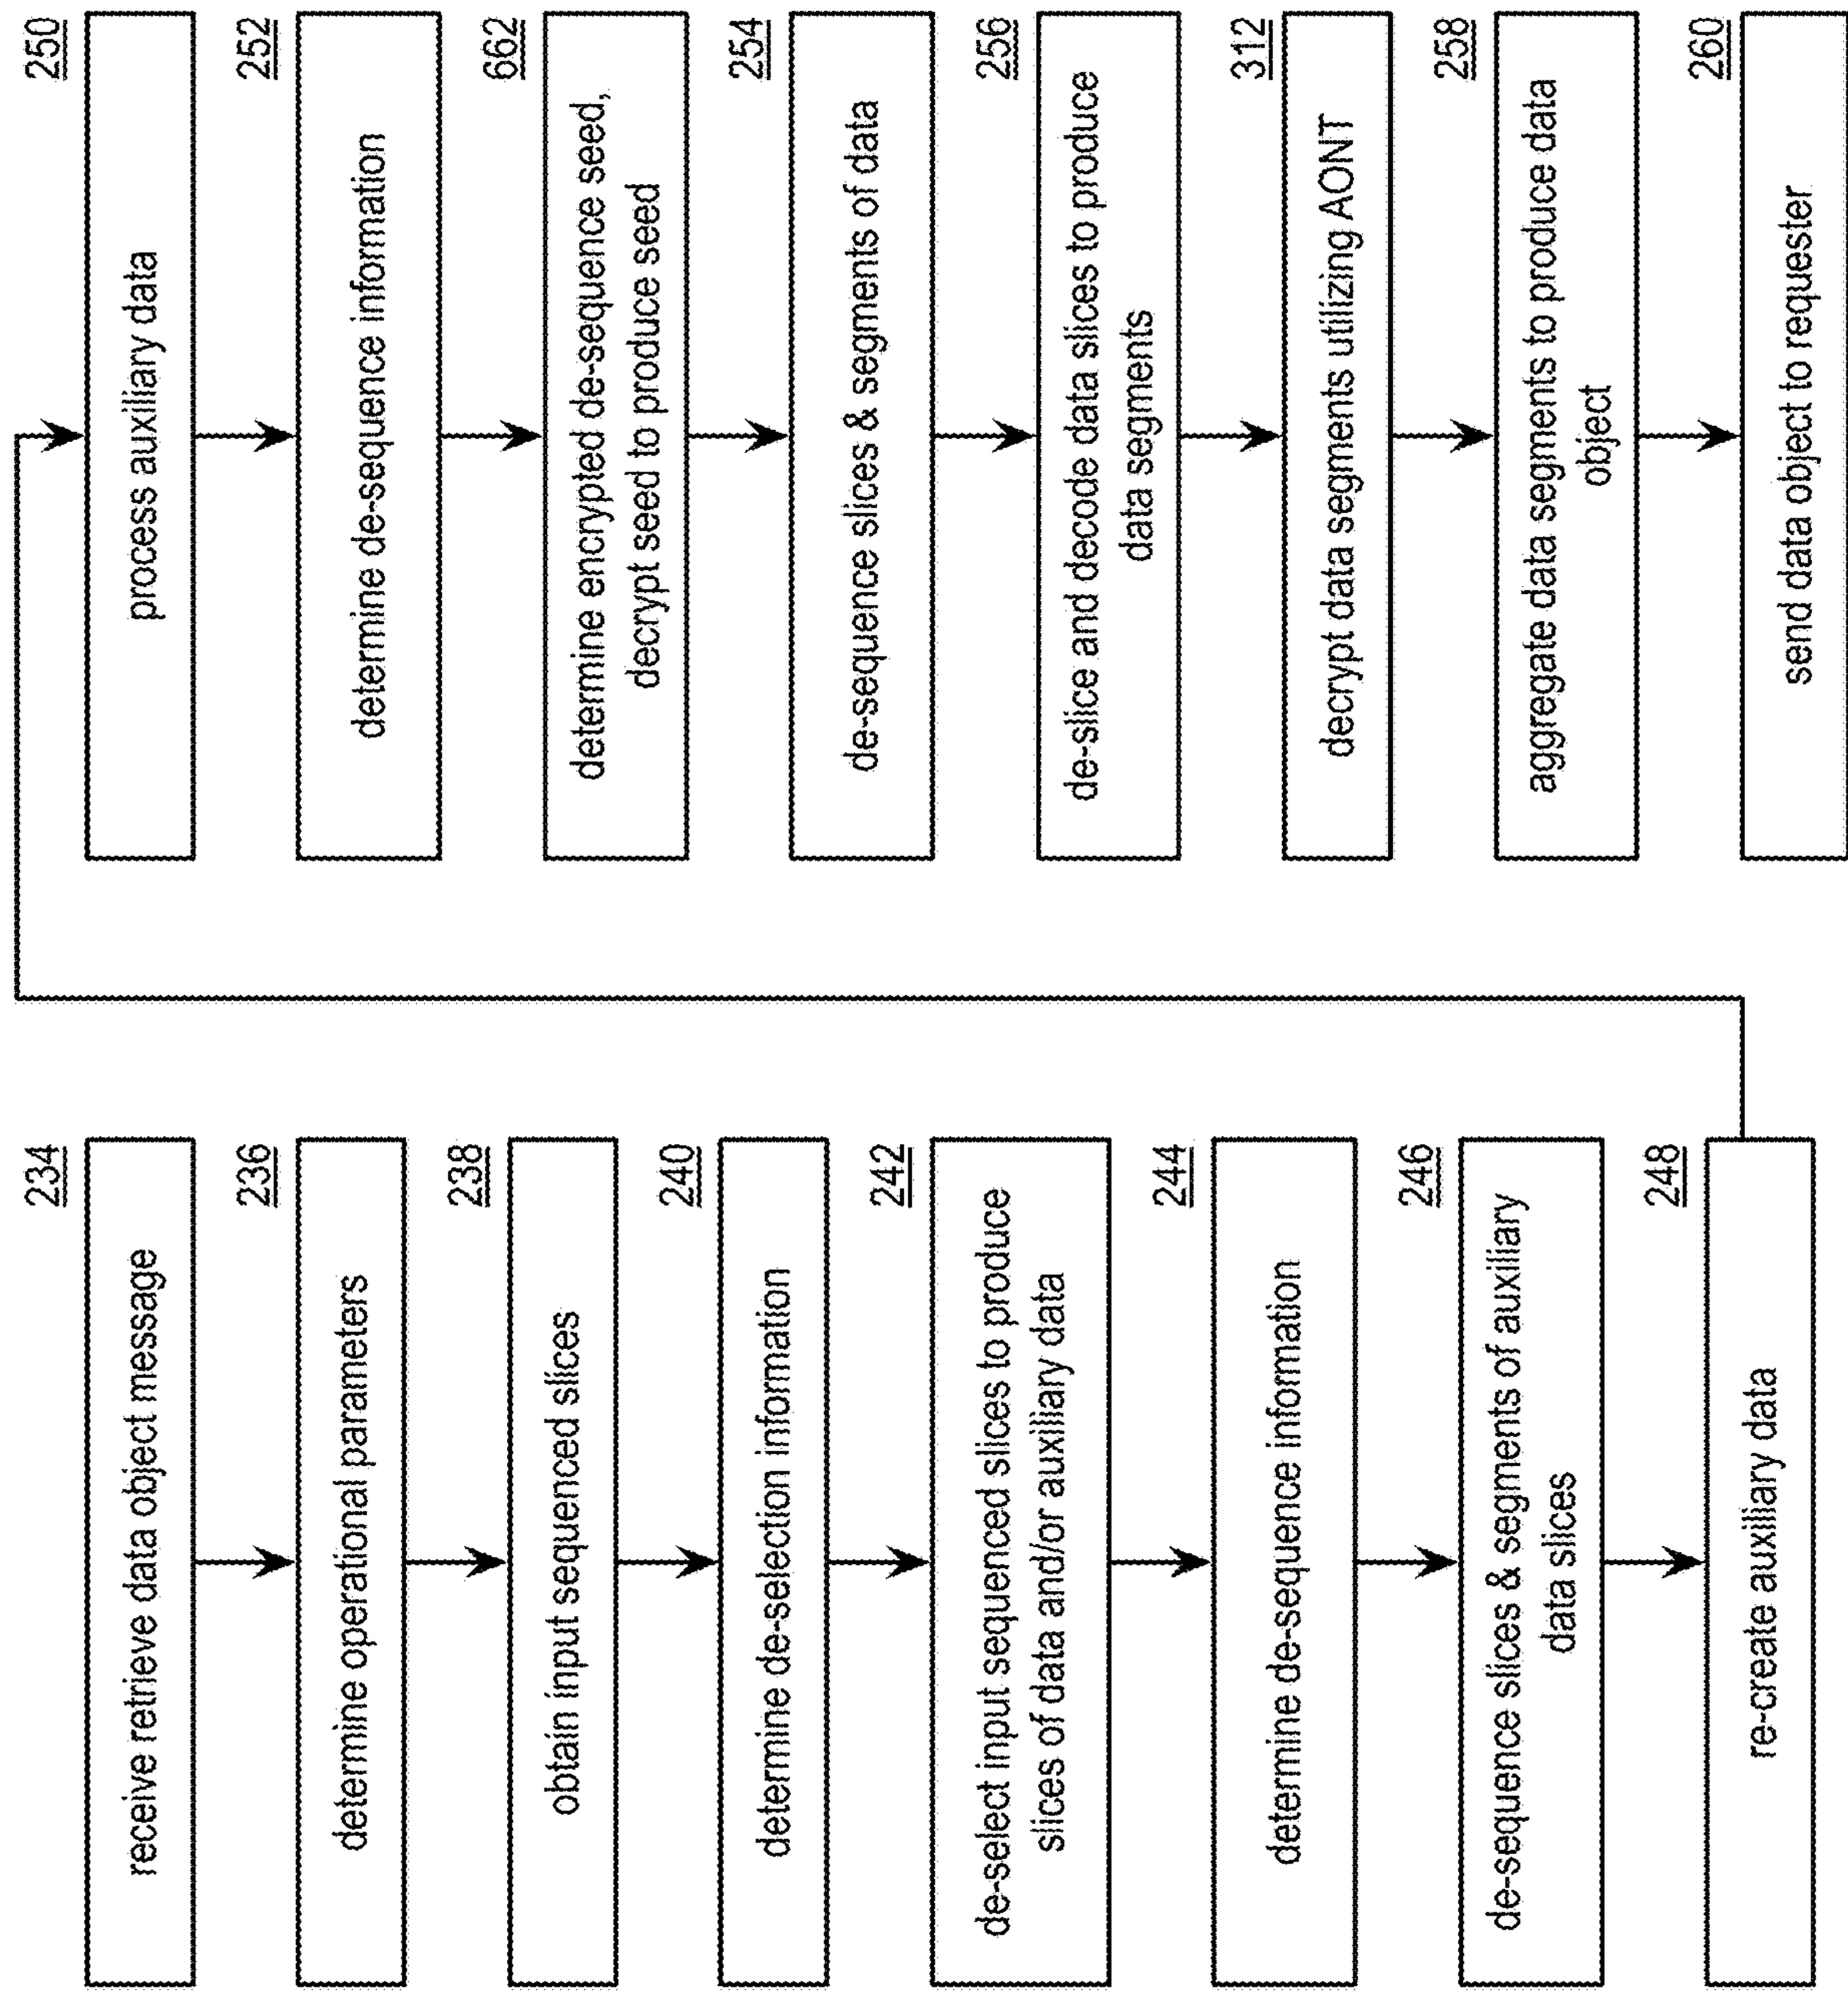 234
receive retrieve data object message
236
determine operational parameters
238
obtain input sequenced slices
240
determine de-selection information
242
de-select input sequenced slices to produce
slices of data and/or auxiliary data
244
determine de-sequence information
246
de-sequence slices & segments of auxiliary
data slices
248
re-create auxiliary data
250
process auxiliary data
252
determine de-sequence information
662
determine encrypted de-sequence seed,
decrypt seed to produce seed
254
de-sequence slices & segments of data
256
de-slice and decode data slices to produce
data segments
312
decrypt data segments utilizing AONT
258
aggregate data segments to produce data
object
260
send data object to requester